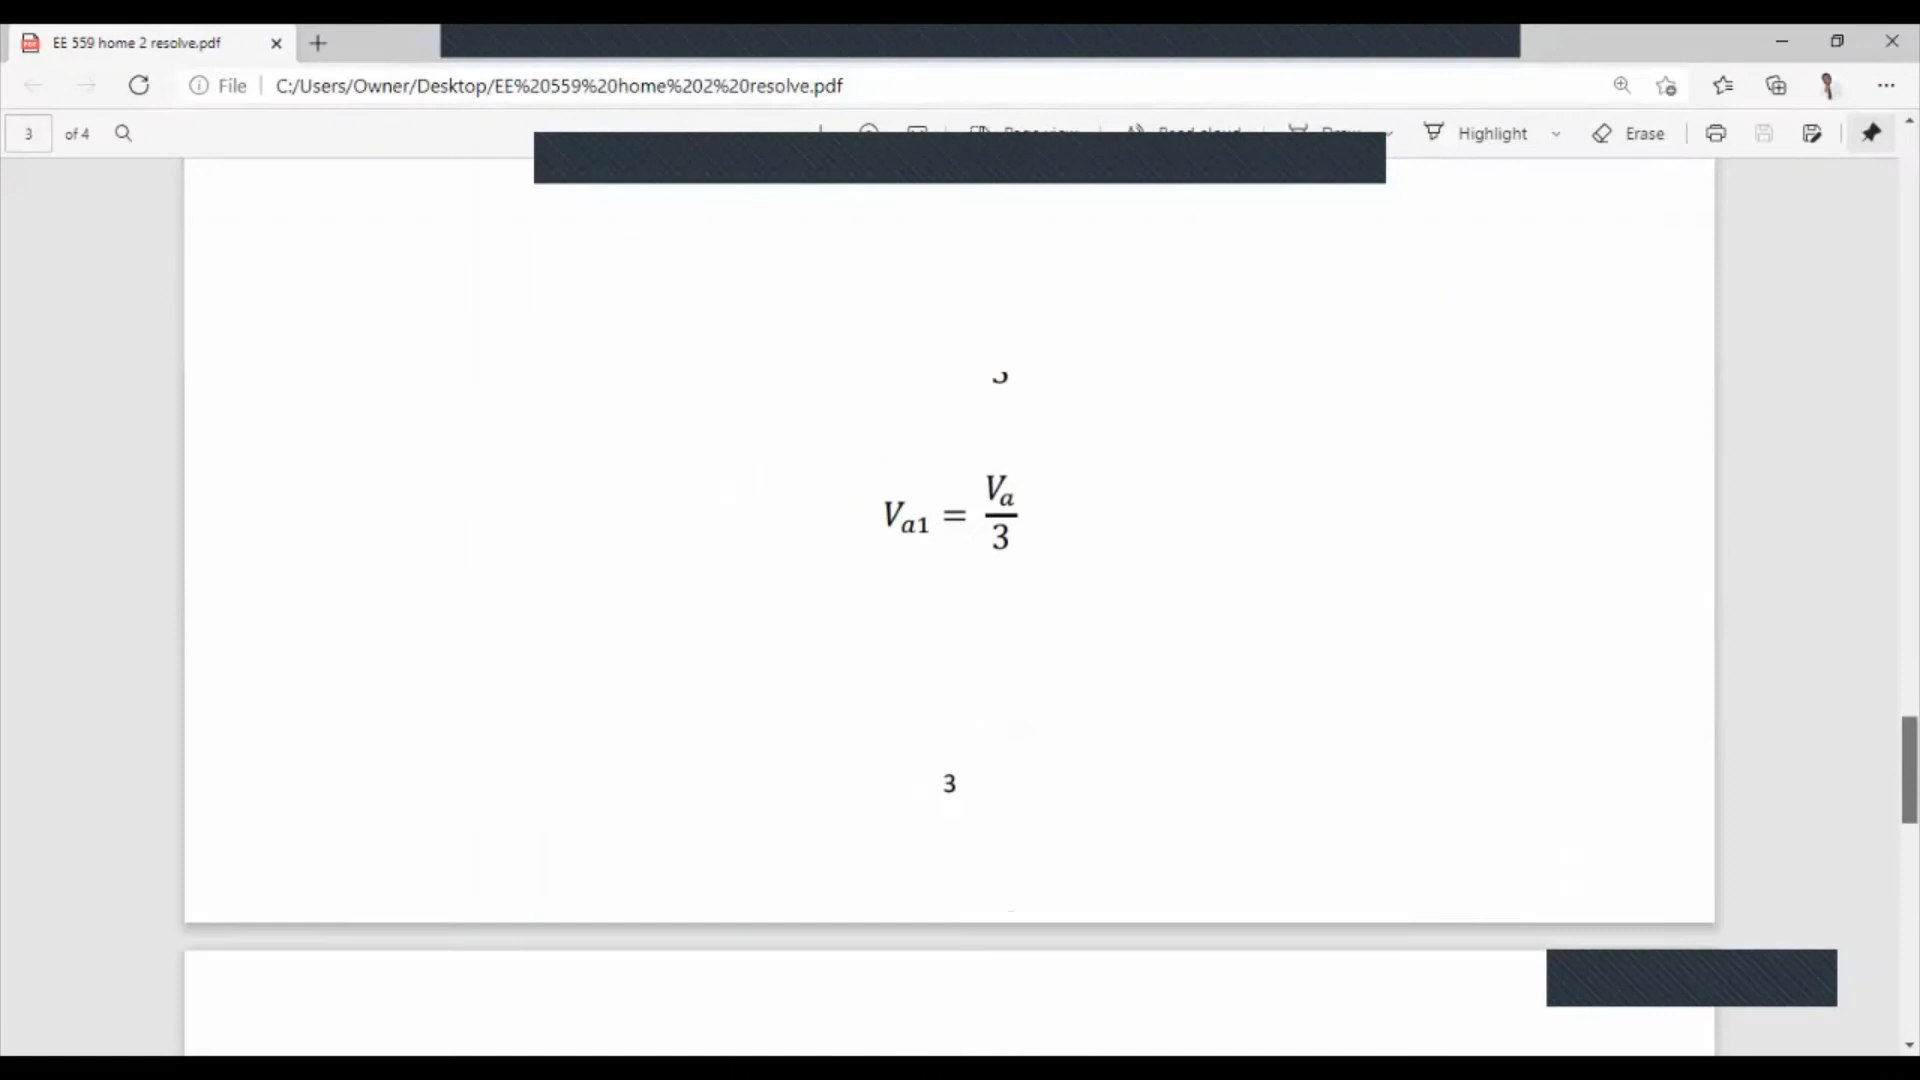 EE 559 home 2 resolve.pdf
File C:/Users/Owner/Desktop/EE%20559%20home%202%20resolve.pdf
3 of 4 Highlight Erase
V_{a1} = \frac{V_a}{3}
3